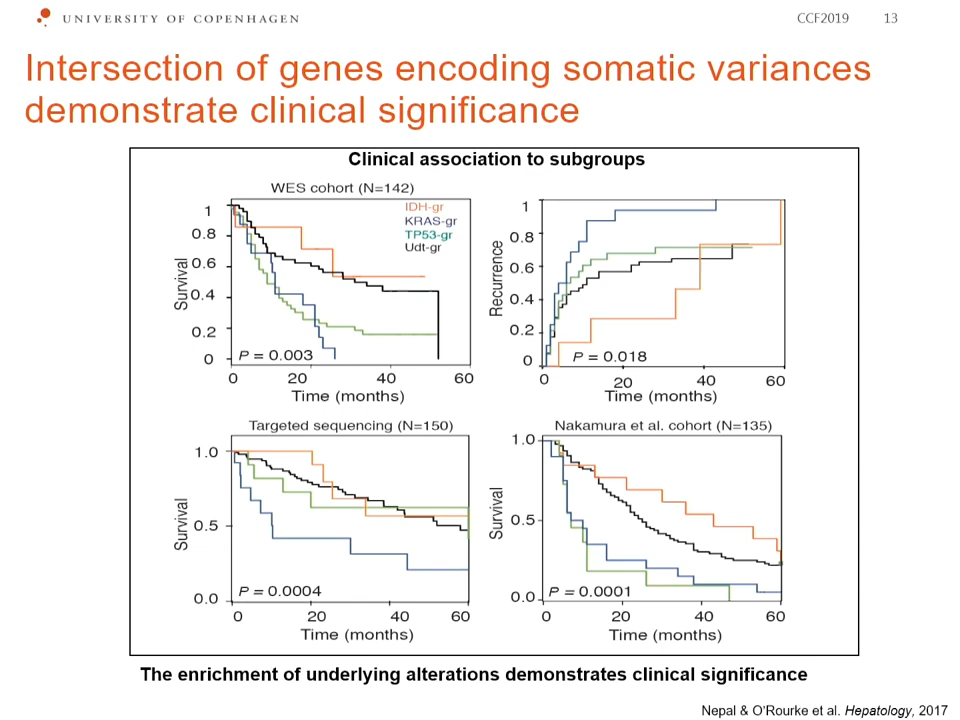 UNIVERSITY OF COPENHAGEN
CCF2019 13
Intersection of genes encoding somatic variances
demonstrate clinical significance
Clinical association to subgroups
WES cohort (N=142)
IDH-gr
KRAS-gr
TP53-gr
Udt-gr
Survival
1
0.8
0.6
0.4
0.2
0
P = 0.003
0 20 40 60
Time (months)
Recurrence
1
0.8
0.6
0.4
0.2
0
P = 0.018
0 20 40 60
Time (months)
Targeted sequencing (N=150)
Survival
1.0
0.5
0.0
P = 0.0004
0 20 40 60
Time (months)
Nakamura et al. cohort (N=135)
Survival
1.0
0.5
0.0
P = 0.0001
0 20 40 60
Time (months)
The enrichment of underlying alterations demonstrates clinical significance
Nepal & O'Rourke et al. Hepatology, 2017